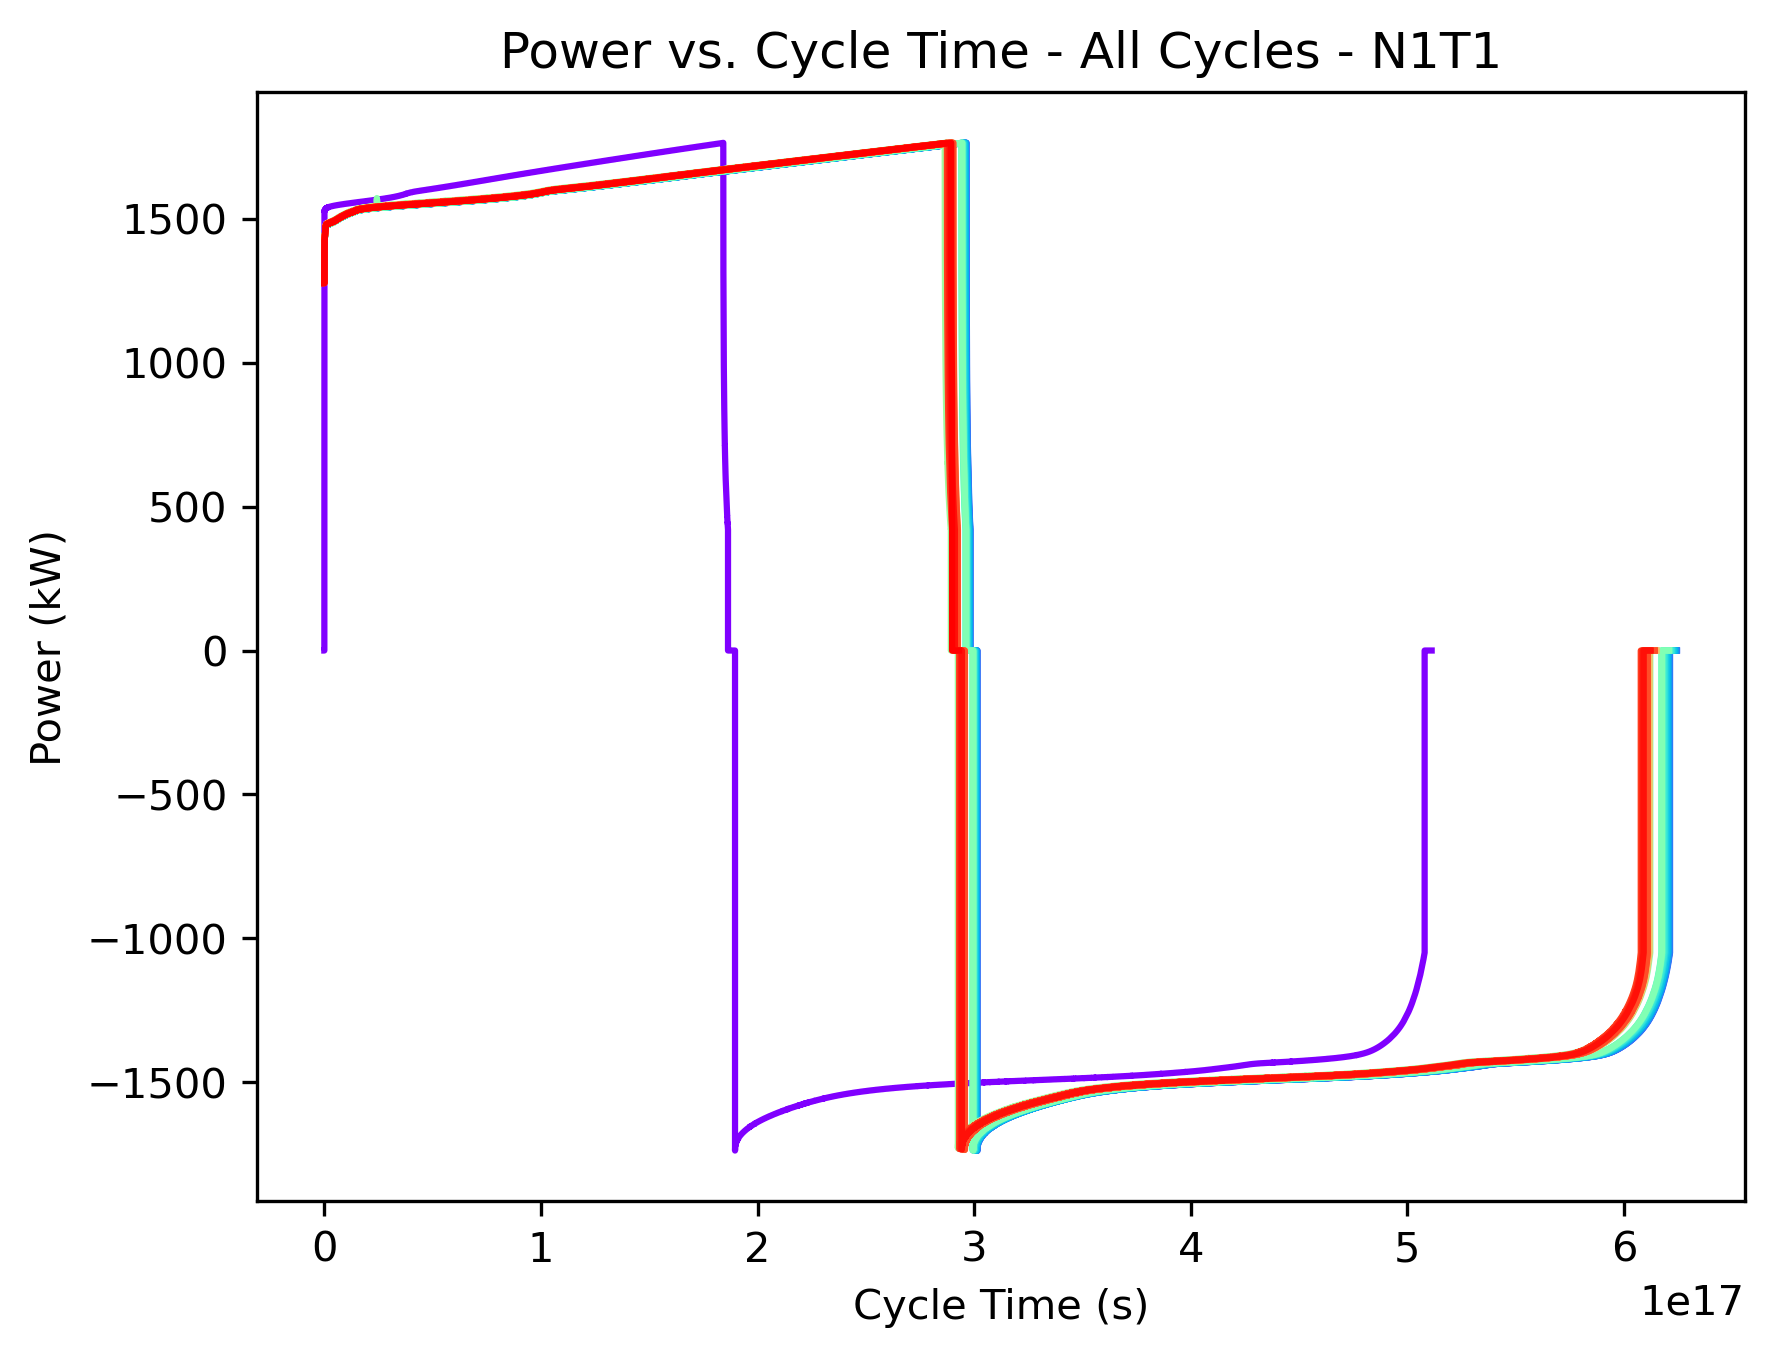 Power vs. Cycle Time - All Cycles - N1T1
Power (kW)
1500
1000
500
0
−500
−1000
−1500
0 1 2 3 4 5 6
1e17
Cycle Time (s)